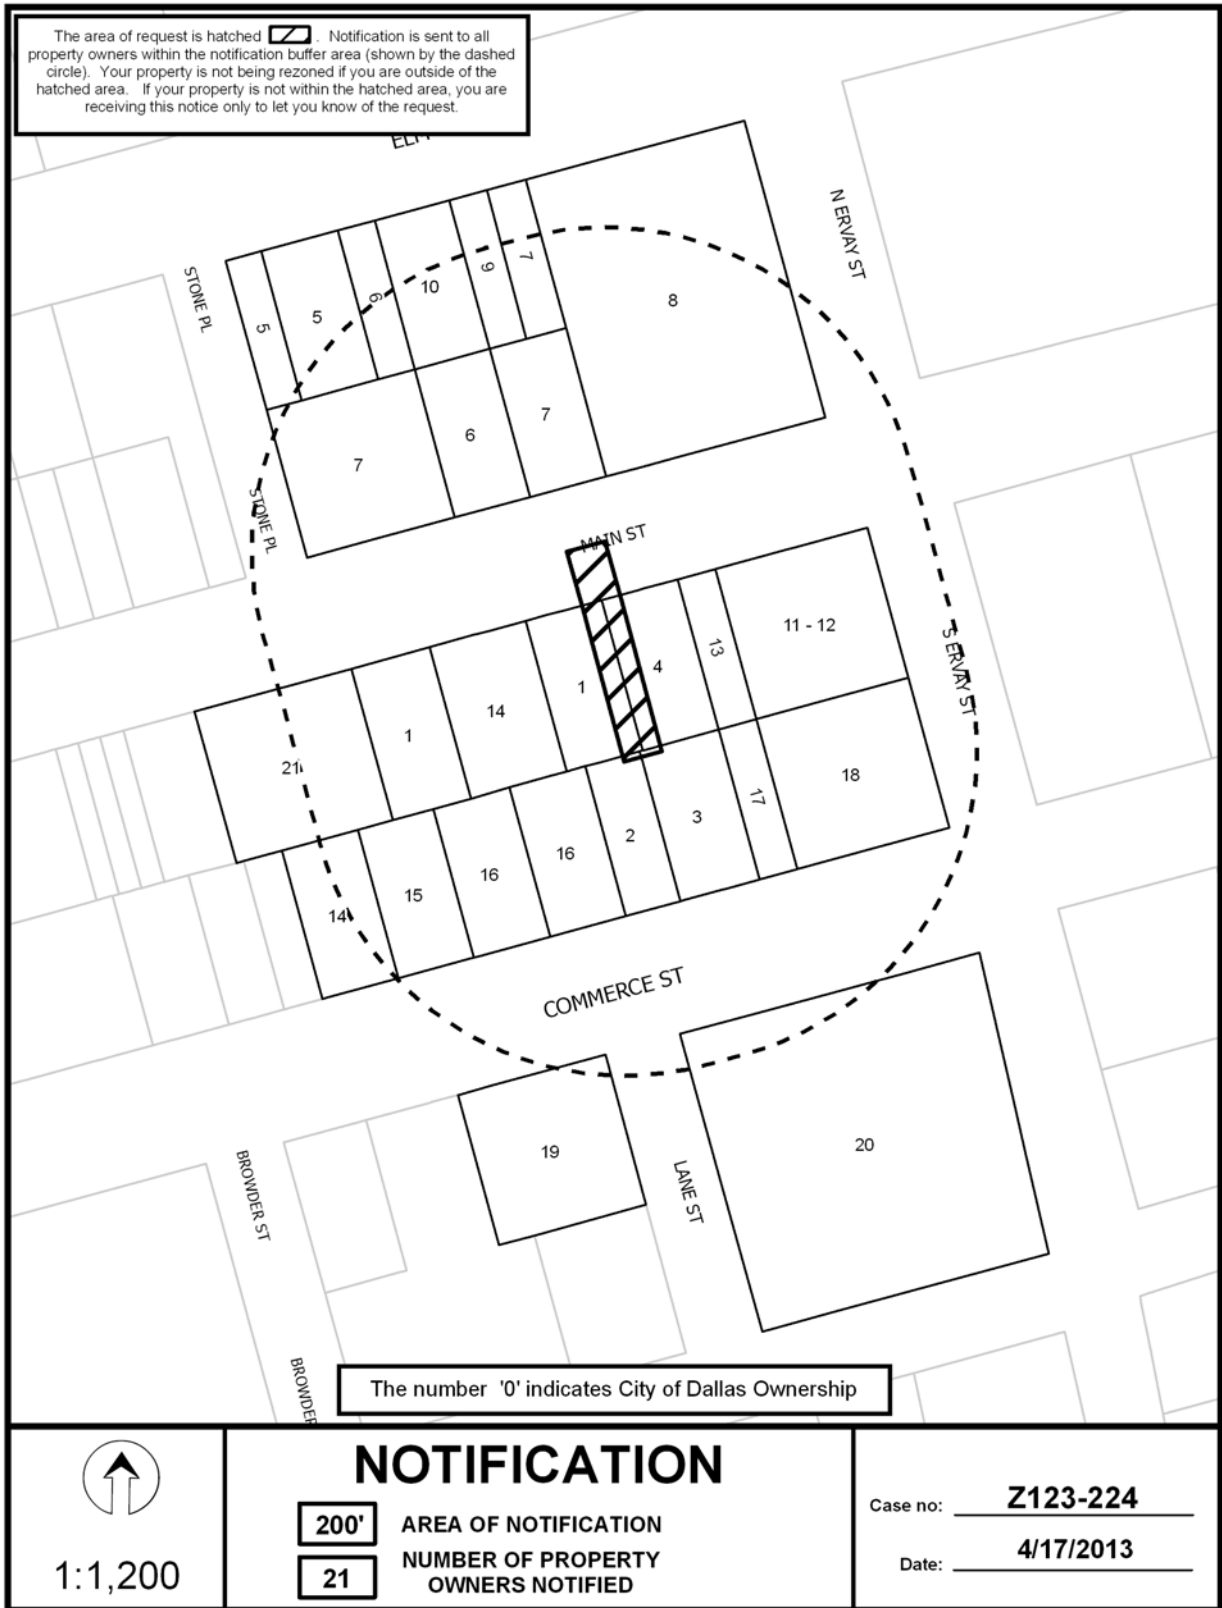 The area of request is hatched . Notification is sent to all
property owners within the notification buffer area (shown by the dashed
circle). Your property is not being rezoned if you are outside of the
hatched area. If your property is not within the hatched area, you are
receiving this notice only to let you know of the request.
N ERVAY ST
STONE PL
5
5
6
10
9
7
8
7
6
7
STONE PL
MAIN ST
11 - 12
13
4
1
14
1
21
S ERVAY ST
18
17
3
2
16
16
15
14
COMMERCE ST
19
20
LANE ST
BROWDER ST
BROWDER
The number '0' indicates City of Dallas Ownership
1:1,200
NOTIFICATION
200' AREA OF NOTIFICATION
21 NUMBER OF PROPERTY
OWNERS NOTIFIED
Case no: Z123-224
Date: 4/17/2013